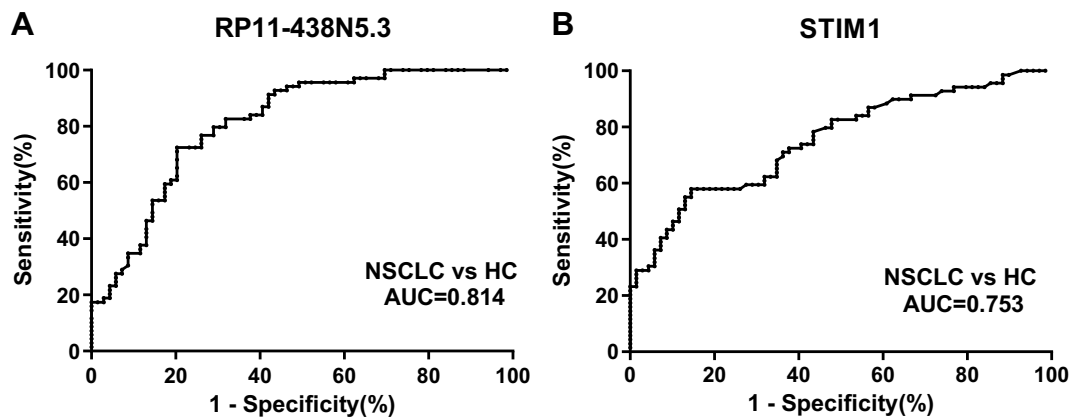 A
RP11-438N5.3
100
80
60
40
20
0
Sensitivity(%)
NSCLC vs HC
AUC=0.814
0 20 40 60 80 100
1 - Specificity(%)
B
STIM1
100
80
60
40
20
0
Sensitivity(%)
NSCLC vs HC
AUC=0.753
0 20 40 60 80 100
1 - Specificity(%)